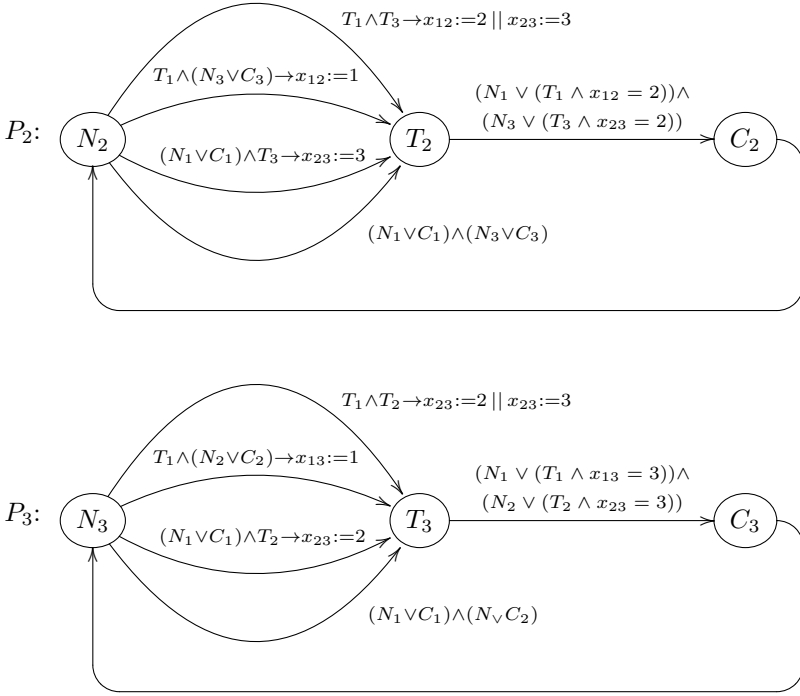 T₁∧T₃→x₁₂:=2 || x₂₃:=3
T₁∧(N₃∨C₃)→x₁₂:=1
(N₁ ∨ (T₁ ∧ x₁₂ = 2))∧
(N₃ ∨ (T₃ ∧ x₂₃ = 2))
P₂: N₂ T₂ C₂
(N₁∨C₁)∧T₃→x₂₃:=3
(N₁∨C₁)∧(N₃∨C₃)
T₁∧T₂→x₂₃:=2 || x₂₃:=3
T₁∧(N₂∨C₂)→x₁₃:=1
(N₁ ∨ (T₁ ∧ x₁₃ = 3))∧
(N₂ ∨ (T₂ ∧ x₂₃ = 3))
P₃: N₃ T₃ C₃
(N₁∨C₁)∧T₂→x₂₃:=2
(N₁∨C₁)∧(N∨C₂)